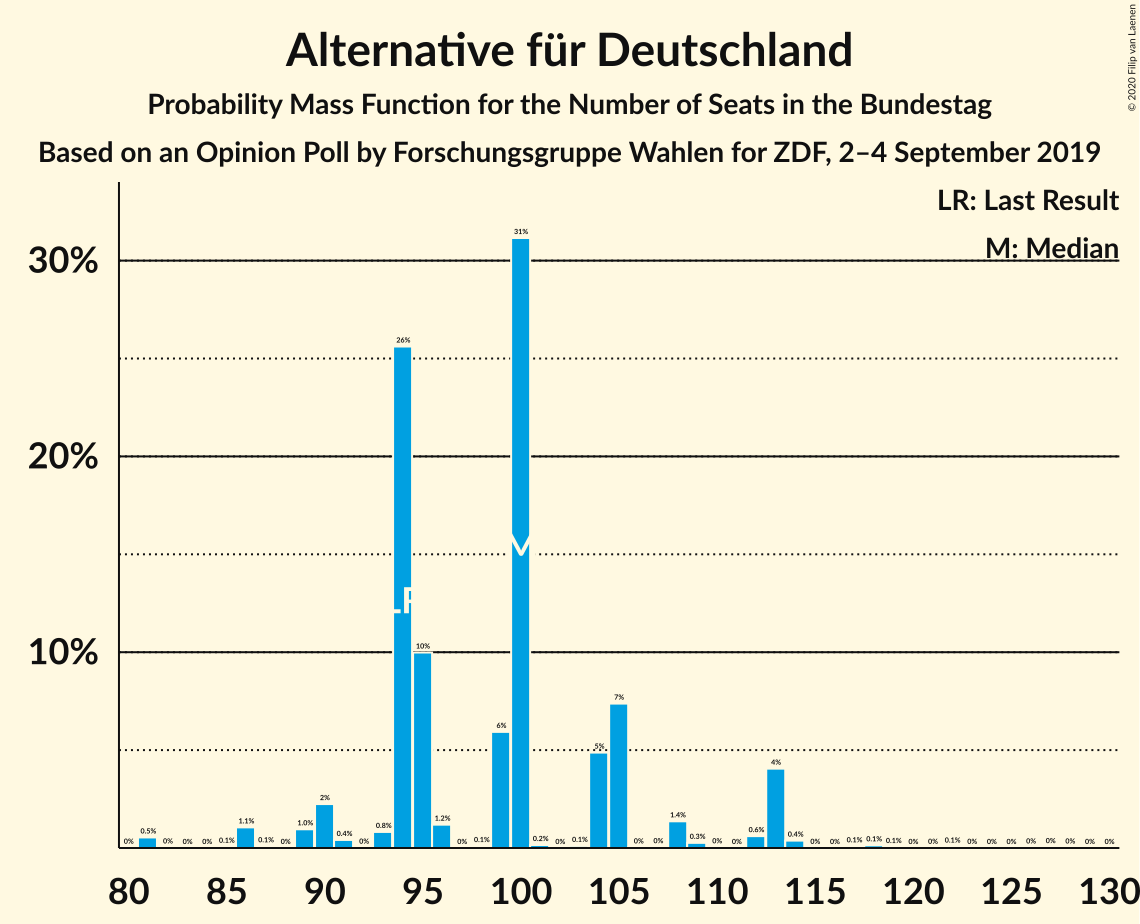 Alternative für Deutschland
Probability Mass Function for the Number of Seats in the Bundestag
Based on an Opinion Poll by Forschungsgruppe Wahlen for ZDF, 2–4 September 2019
© 2020 Filip van Laenen
LR: Last Result
M: Median
30%
20%
10%
0% 0.5% 0% 0% 0% 0.1% 1.1% 0.1% 0% 1.0% 2% 0.4% 0% 0.8% 26% 10% 1.2% 0% 0.1% 6% 31% 0.2% 0% 0.1% 5% 7% 0% 0% 1.4% 0.3% 0% 0% 0.6% 4% 0.4% 0% 0% 0.1% 0.1% 0.1% 0% 0% 0.1% 0% 0% 0% 0% 0% 0% 0% 0%
LR
M
80 85 90 95 100 105 110 115 120 125 130